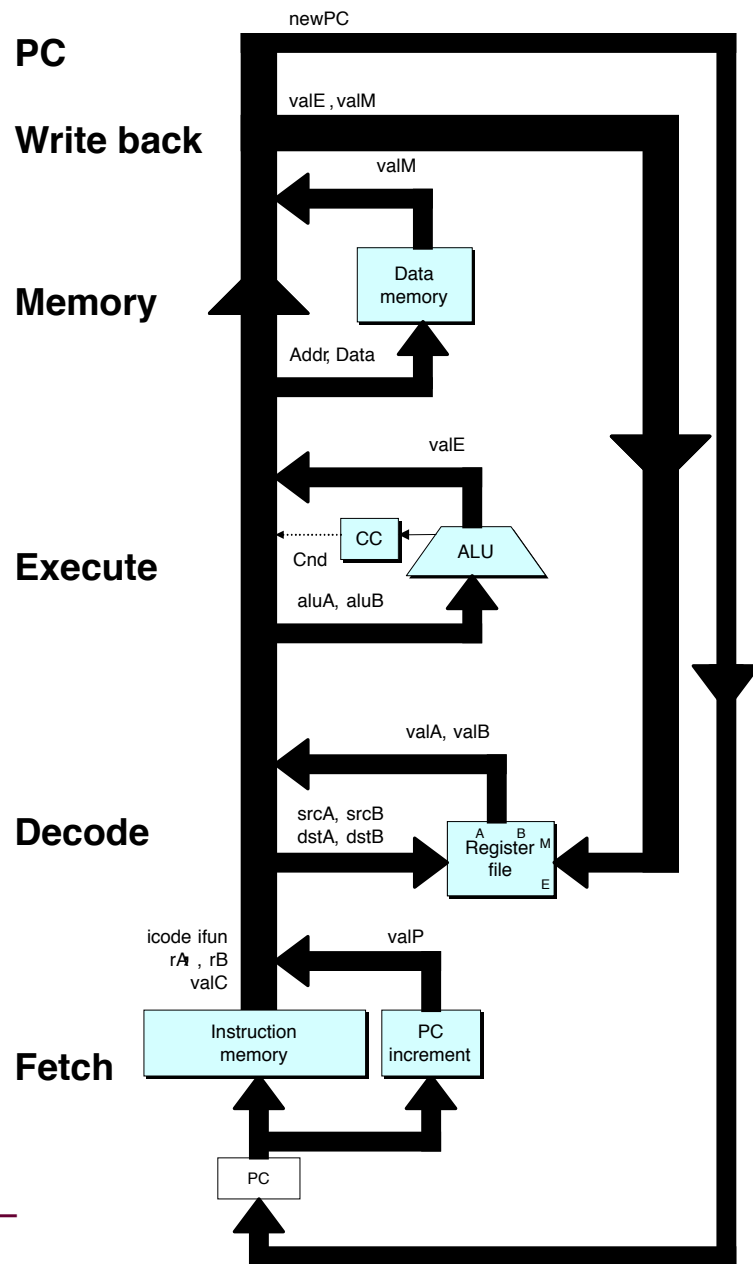 newPC
PC
valE , valM
Write back
valM
Data
memory
Memory
Addr, Data
valE
CC
ALU
Cnd
Execute
aluA, aluB
valA, valB
srcA, srcB
dstA, dstB
Decode
A B
Register M
file
E
icode ifun
rA , rB
valC
valP
Instruction
memory
PC
increment
Fetch
PC